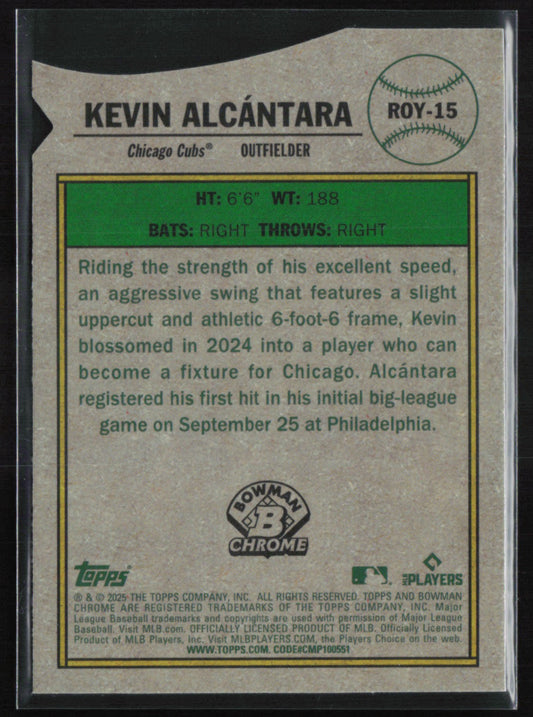 KEVIN ALCÁNTARA
ROY-15
Chicago Cubs® OUTFIELDER
HT: 6'6" WT: 188
BATS: RIGHT THROWS: RIGHT
Riding the strength of his excellent speed,
an aggressive swing that features a slight
uppercut and athletic 6-foot-6 frame, Kevin
blossomed in 2024 into a player who can
become a fixture for Chicago. Alcántara
registered his first hit in his initial big-league
game on September 25 at Philadelphia.
BOWMAN
B
CHROME
TOPPS®
MLB PLAYERS
® & © 2025 THE TOPPS COMPANY, INC. ALL RIGHTS RESERVED. TOPPS AND BOWMAN
CHROME ARE REGISTERED TRADEMARKS OF THE TOPPS COMPANY, INC. Major
League Baseball trademarks and copyrights are used with permission of Major League
Baseball. Visit MLB.com. OFFICIALLY LICENSED PRODUCT OF MLB. Officially Licensed
Product of MLB Players, Inc. Visit MLBPLAYERS.com, the Players Choice on the web.
WWW.TOPPS.COM. CODE#CMP100551